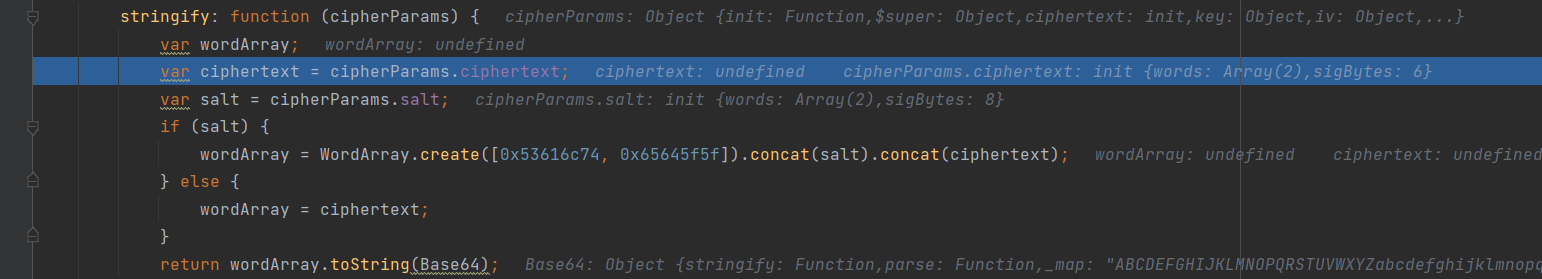 stringify: function (cipherParams) {   cipherParams: Object {init: Function,$super: Object,ciphertext: init,key: Object,iv: Object,...}
var wordArray;   wordArray: undefined
var ciphertext = cipherParams.ciphertext;   ciphertext: undefined   cipherParams.ciphertext: init {words: Array(2),sigBytes: 6}
var salt = cipherParams.salt;   cipherParams.salt: init {words: Array(2),sigBytes: 8}
if (salt) {
wordArray = WordArray.create([0x53616c74, 0x65645f5f]).concat(salt).concat(ciphertext);   wordArray: undefined   ciphertext: undefined
} else {
wordArray = ciphertext;
}
return wordArray.toString(Base64);   Base64: Object {stringify: Function,parse: Function,_map: "ABCDEFGHIJKLMNOPQRSTUVWXYZabcdefghijklmnopq